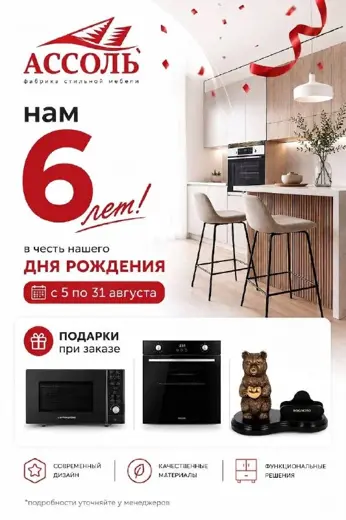 АССОЛЬ
фабрика стильной мебели
нам
6
лет!
в честь нашего
ДНЯ РОЖДЕНИЯ
с 5 по 31 августа
ПОДАРКИ
при заказе
СОВРЕМЕННЫЙ
ДИЗАЙН
КАЧЕСТВЕННЫЕ
МАТЕРИАЛЫ
ФУНКЦИОНАЛЬНЫЕ
РЕШЕНИЯ
*подробности уточняйте у менеджеров